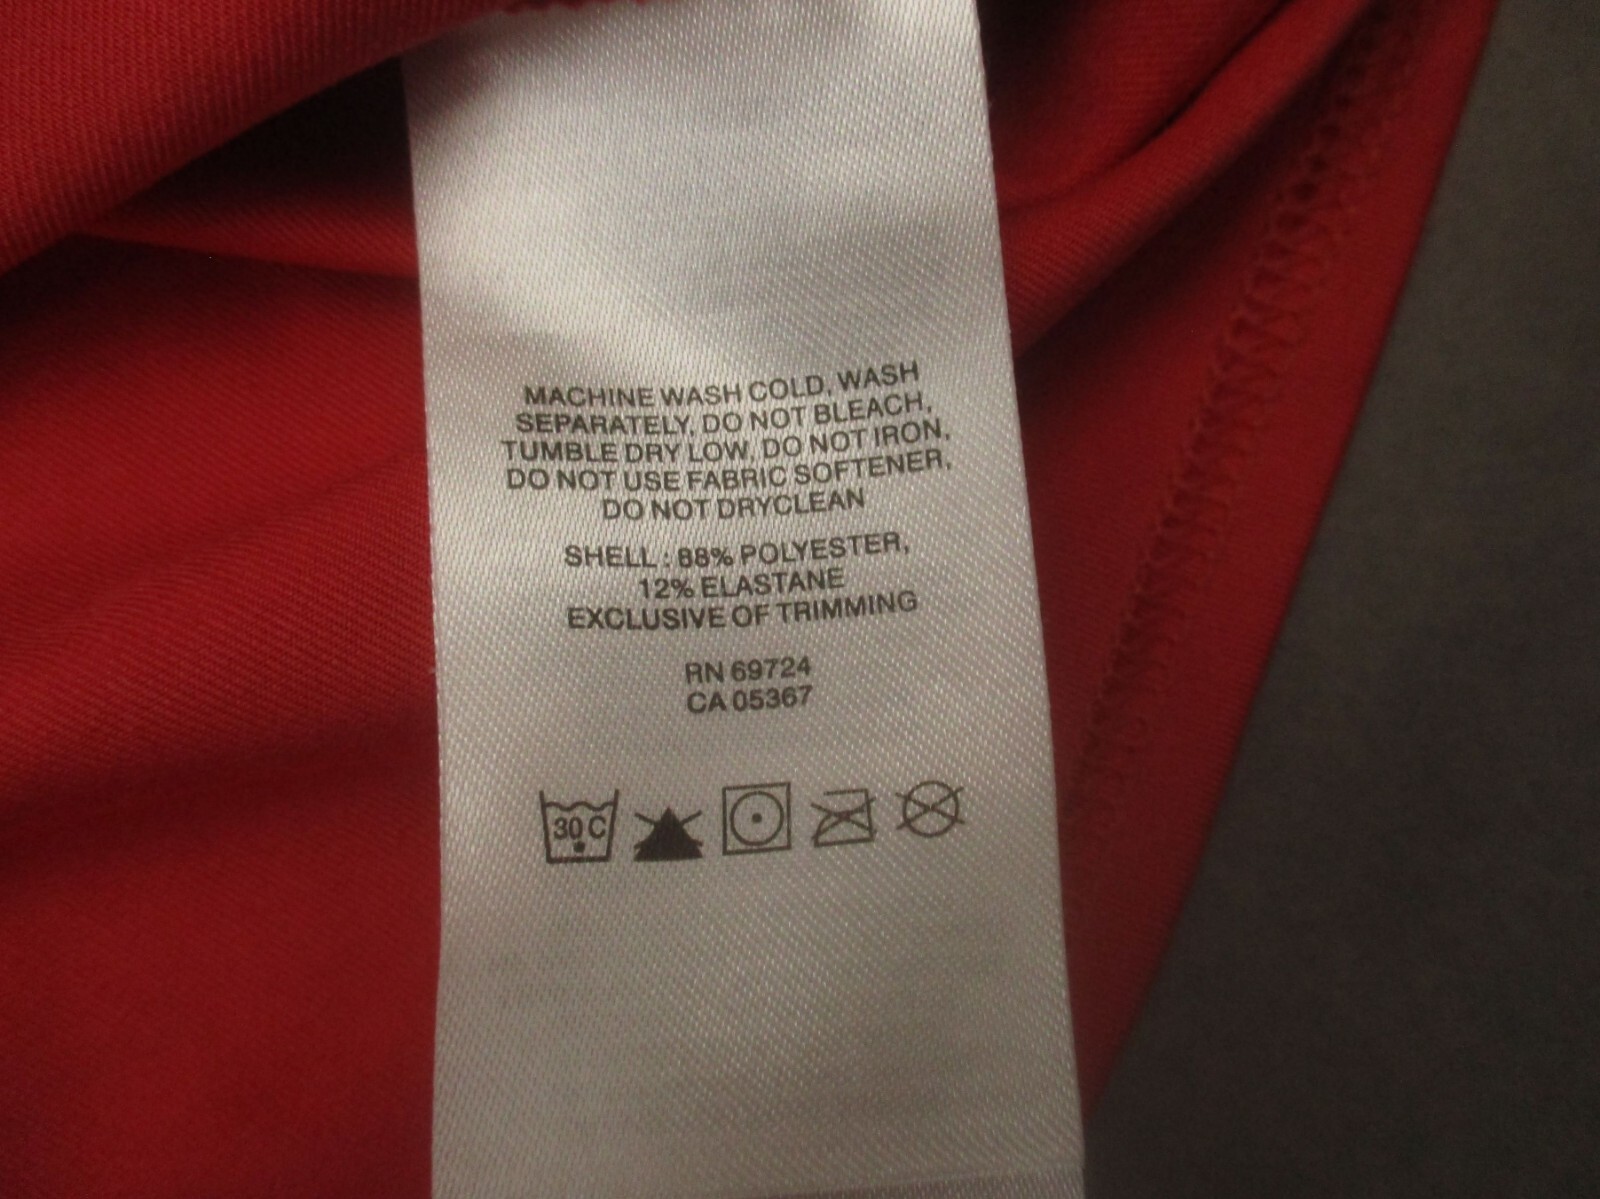 MACHINE WASH COLD, WASH
SEPARATELY, DO NOT BLEACH,
TUMBLE DRY LOW, DO NOT IRON,
DO NOT USE FABRIC SOFTENER,
DO NOT DRYCLEAN
SHELL : 88% POLYESTER,
12% ELASTANE
EXCLUSIVE OF TRIMMING
RN 69724
CA 05367
30 C